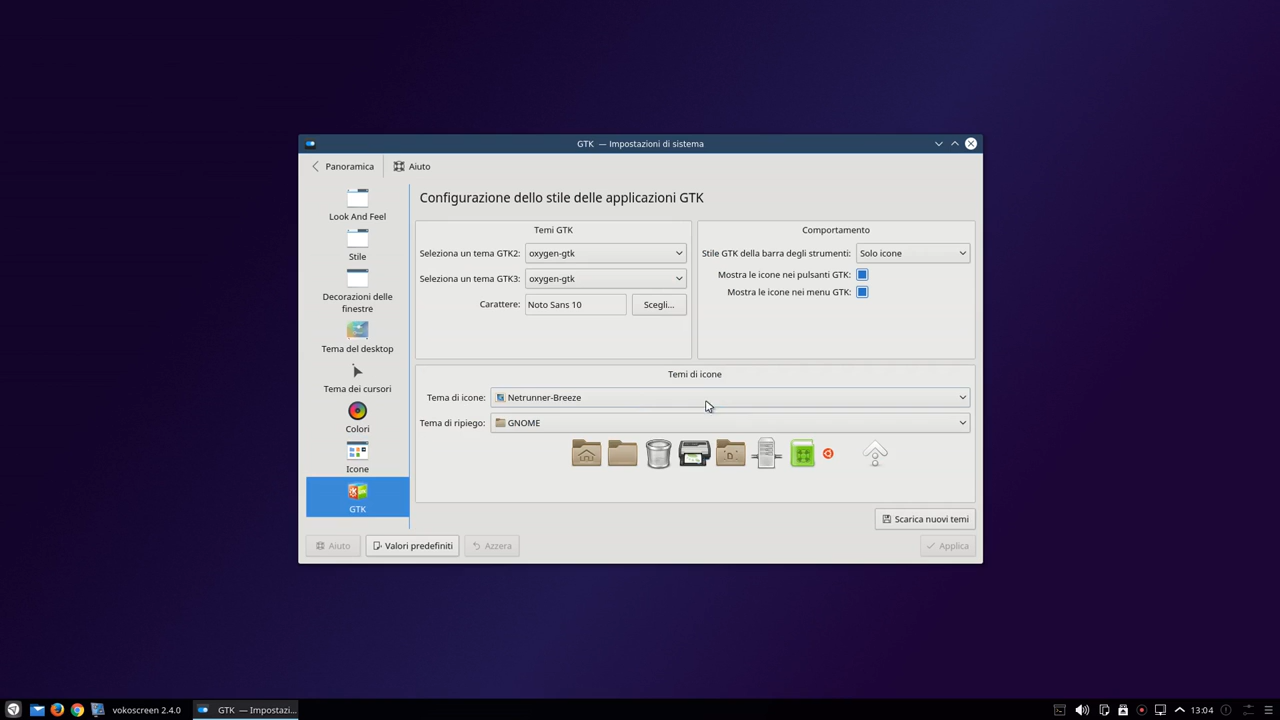 GTK — Impostazioni di sistema
Panoramica
Aiuto
Look And Feel
Stile
Decorazioni delle
finestre
Tema del desktop
Tema dei cursori
Colori
Icone
GTK
Configurazione dello stile delle applicazioni GTK
Temi GTK
Seleziona un tema GTK2: oxygen-gtk
Seleziona un tema GTK3: oxygen-gtk
Carattere: Noto Sans 10 Scegli...
Comportamento
Stile GTK della barra degli strumenti: Solo icone
Mostra le icone nei pulsanti GTK:
Mostra le icone nei menu GTK:
Temi di icone
Tema di icone: Netrunner-Breeze
Tema di ripiego: GNOME
Scarica nuovi temi
Aiuto Valori predefiniti Azzera Applica
vokoscreen 2.4.0
GTK — Impostazi...
13:04